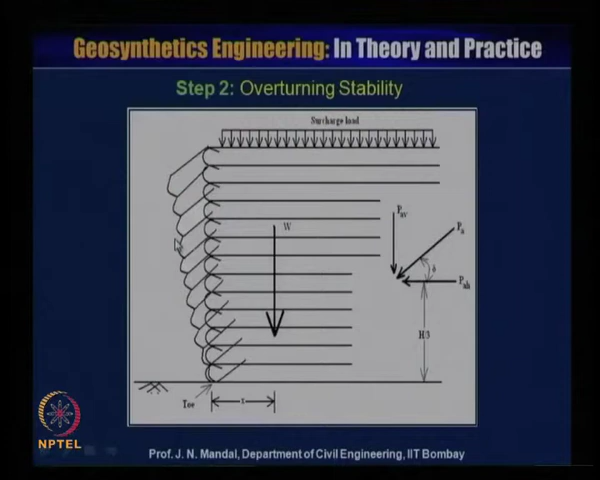 Geosynthetics Engineering: In Theory and Practice
Step 2: Overturning Stability
Surcharge load
W
Pav
Pa
Pah
H/3
Toe
x
NPTEL
Prof. J. N. Mandal, Department of Civil Engineering, IIT Bombay